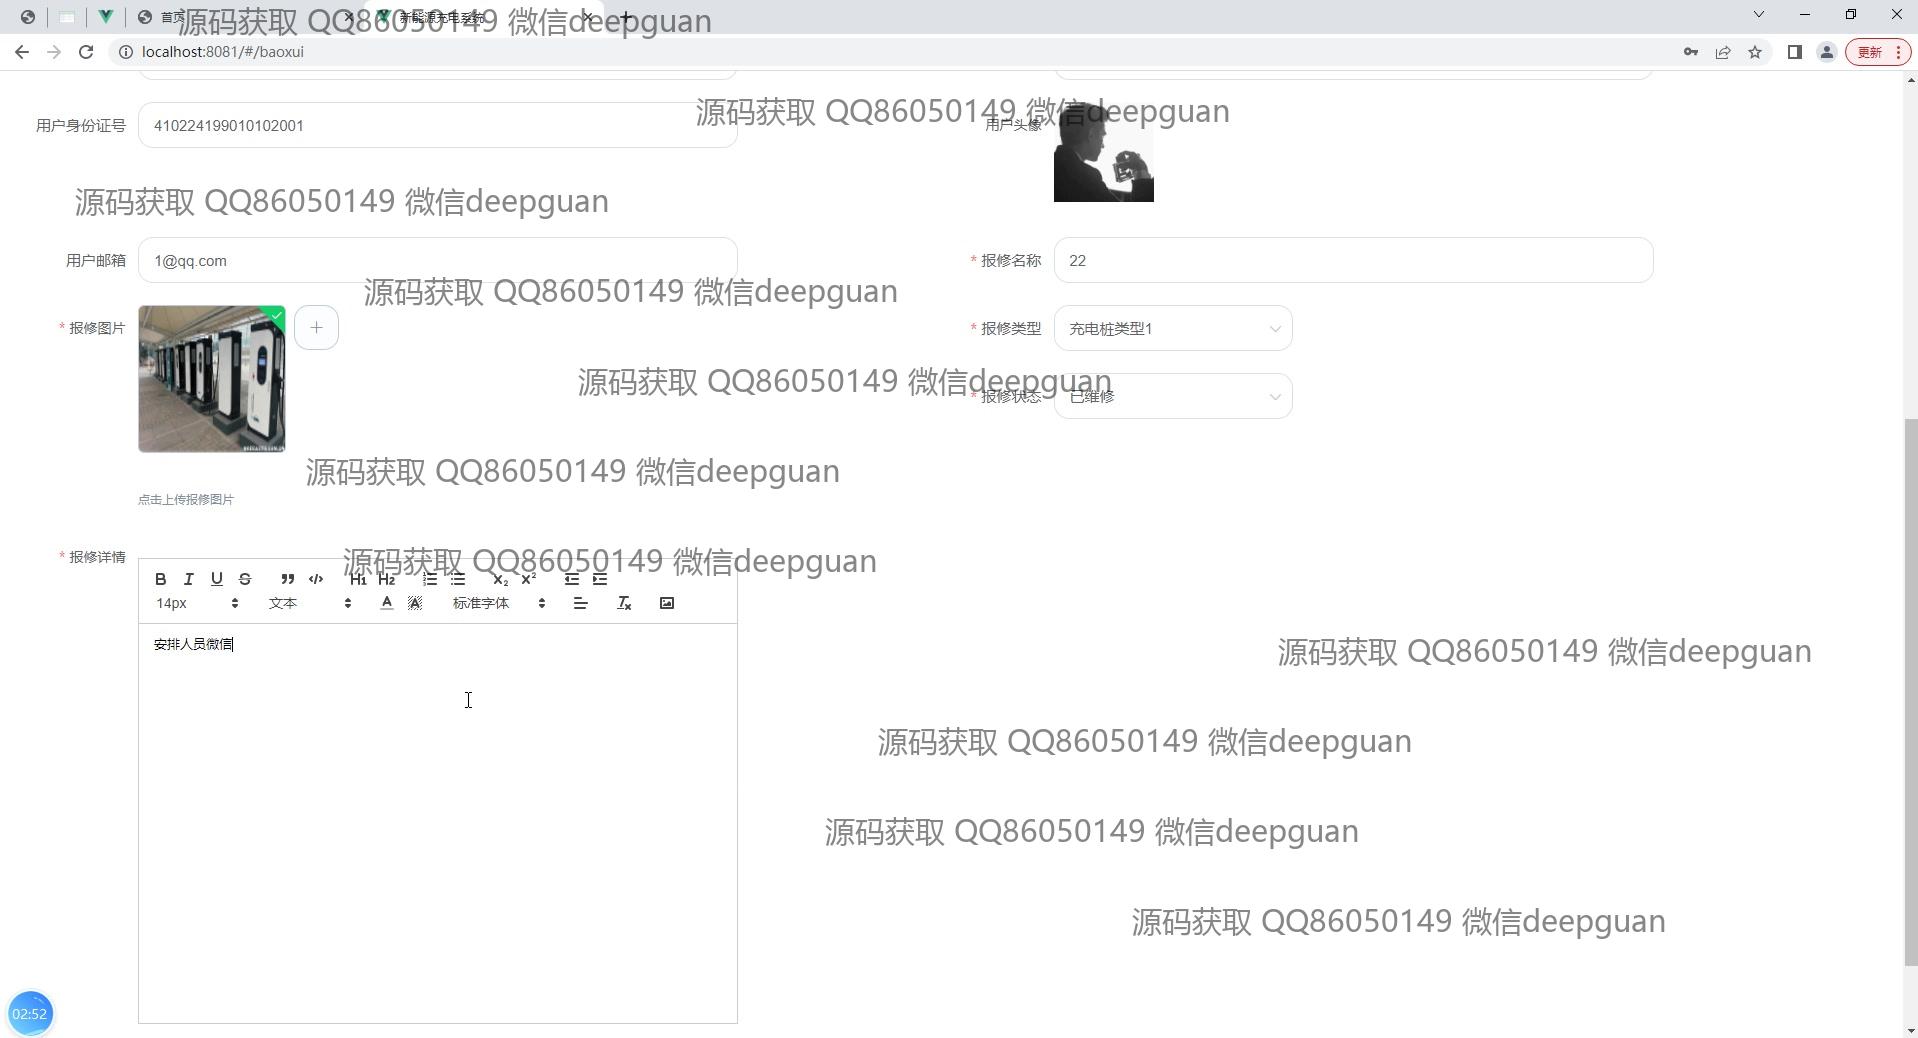 首页
新能源充电系统
源码获取 QQ86050149 微信deepguan
localhost:8081/#/baoxui
更新
源码获取 QQ86050149 微信deepguan
用户身份证号
410224199010102001
用户头像
源码获取 QQ86050149 微信deepguan
用户邮箱
1@qq.com
* 报修名称
22
源码获取 QQ86050149 微信deepguan
* 报修图片
* 报修类型
充电桩类型1
源码获取 QQ86050149 微信deepguan
* 报修状态
已维修
源码获取 QQ86050149 微信deepguan
点击上传报修图片
* 报修详情
源码获取 QQ86050149 微信deepguan
B I U S H1 H2 X₂ X²
14px 文本 A A 标准字体
安排人员微信
源码获取 QQ86050149 微信deepguan
源码获取 QQ86050149 微信deepguan
源码获取 QQ86050149 微信deepguan
源码获取 QQ86050149 微信deepguan
02:52